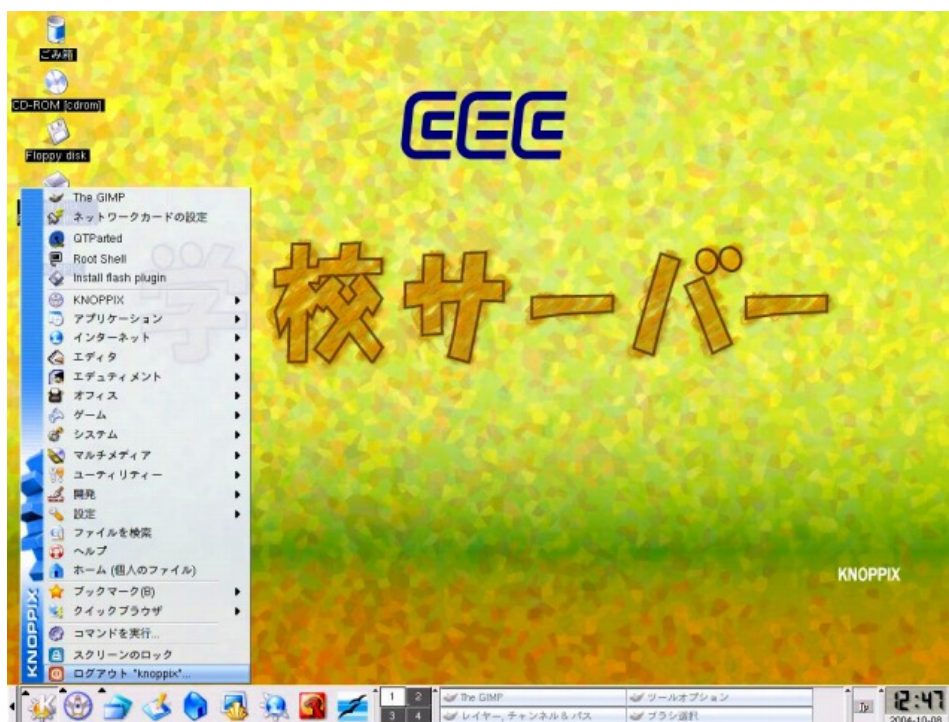 ごみ箱
CD-ROM [cdrom]
Floppy disk
CEC
学校サーバー
The GIMP
ネットワークカードの設定
QTParted
Root Shell
Install flash plugin
KNOPPIX
アプリケーション
インターネット
エディタ
エデュテイメント
オフィス
ゲーム
システム
マルチメディア
ユーティリティー
開発
設定
ファイルを検索
ヘルプ
ホーム (個人のファイル)
ブックマーク(B)
クイックブラウザ
コマンドを実行...
スクリーンのロック
ログアウト "knoppix"...
KNOPPIX
KNOPPIX
1 2
3 4
The GIMP
ツールオプション
レイヤー, チャンネル & パス
ブラシ選択
12:47